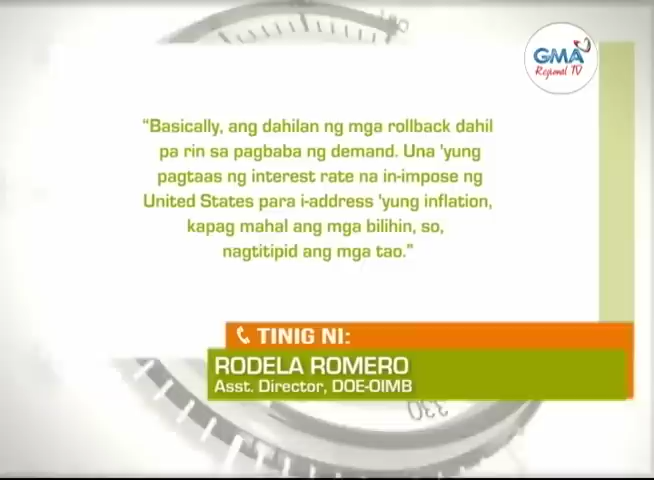 GMA
Regional TV
“Basically, ang dahilan ng mga rollback dahil
pa rin sa pagbaba ng demand. Una 'yung
pagtaas ng interest rate na in-impose ng
United States para i-address 'yung inflation,
kapag mahal ang mga bilihin, so,
nagtitipid ang mga tao.”
TINIG NI:
RODELA ROMERO
Asst. Director, DOE-OIMB
330